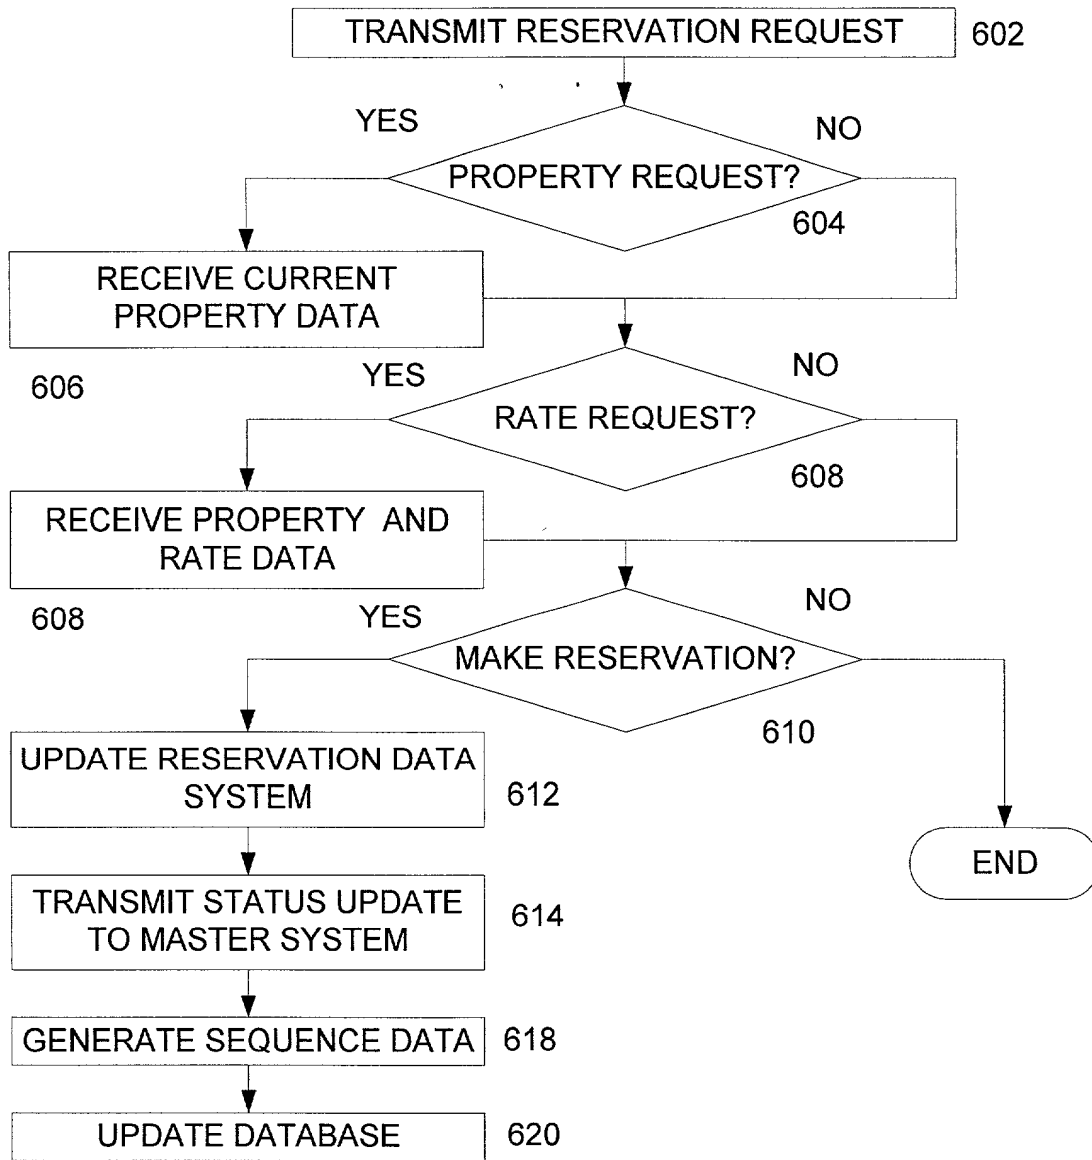 TRANSMIT RESERVATION REQUEST 602
YES
NO
PROPERTY REQUEST?
604
RECEIVE CURRENT
PROPERTY DATA
606
YES
NO
RATE REQUEST?
608
RECEIVE PROPERTY AND
RATE DATA
608
YES
NO
MAKE RESERVATION?
610
UPDATE RESERVATION DATA
SYSTEM
612
END
TRANSMIT STATUS UPDATE
TO MASTER SYSTEM
614
GENERATE SEQUENCE DATA 618
UPDATE DATABASE 620